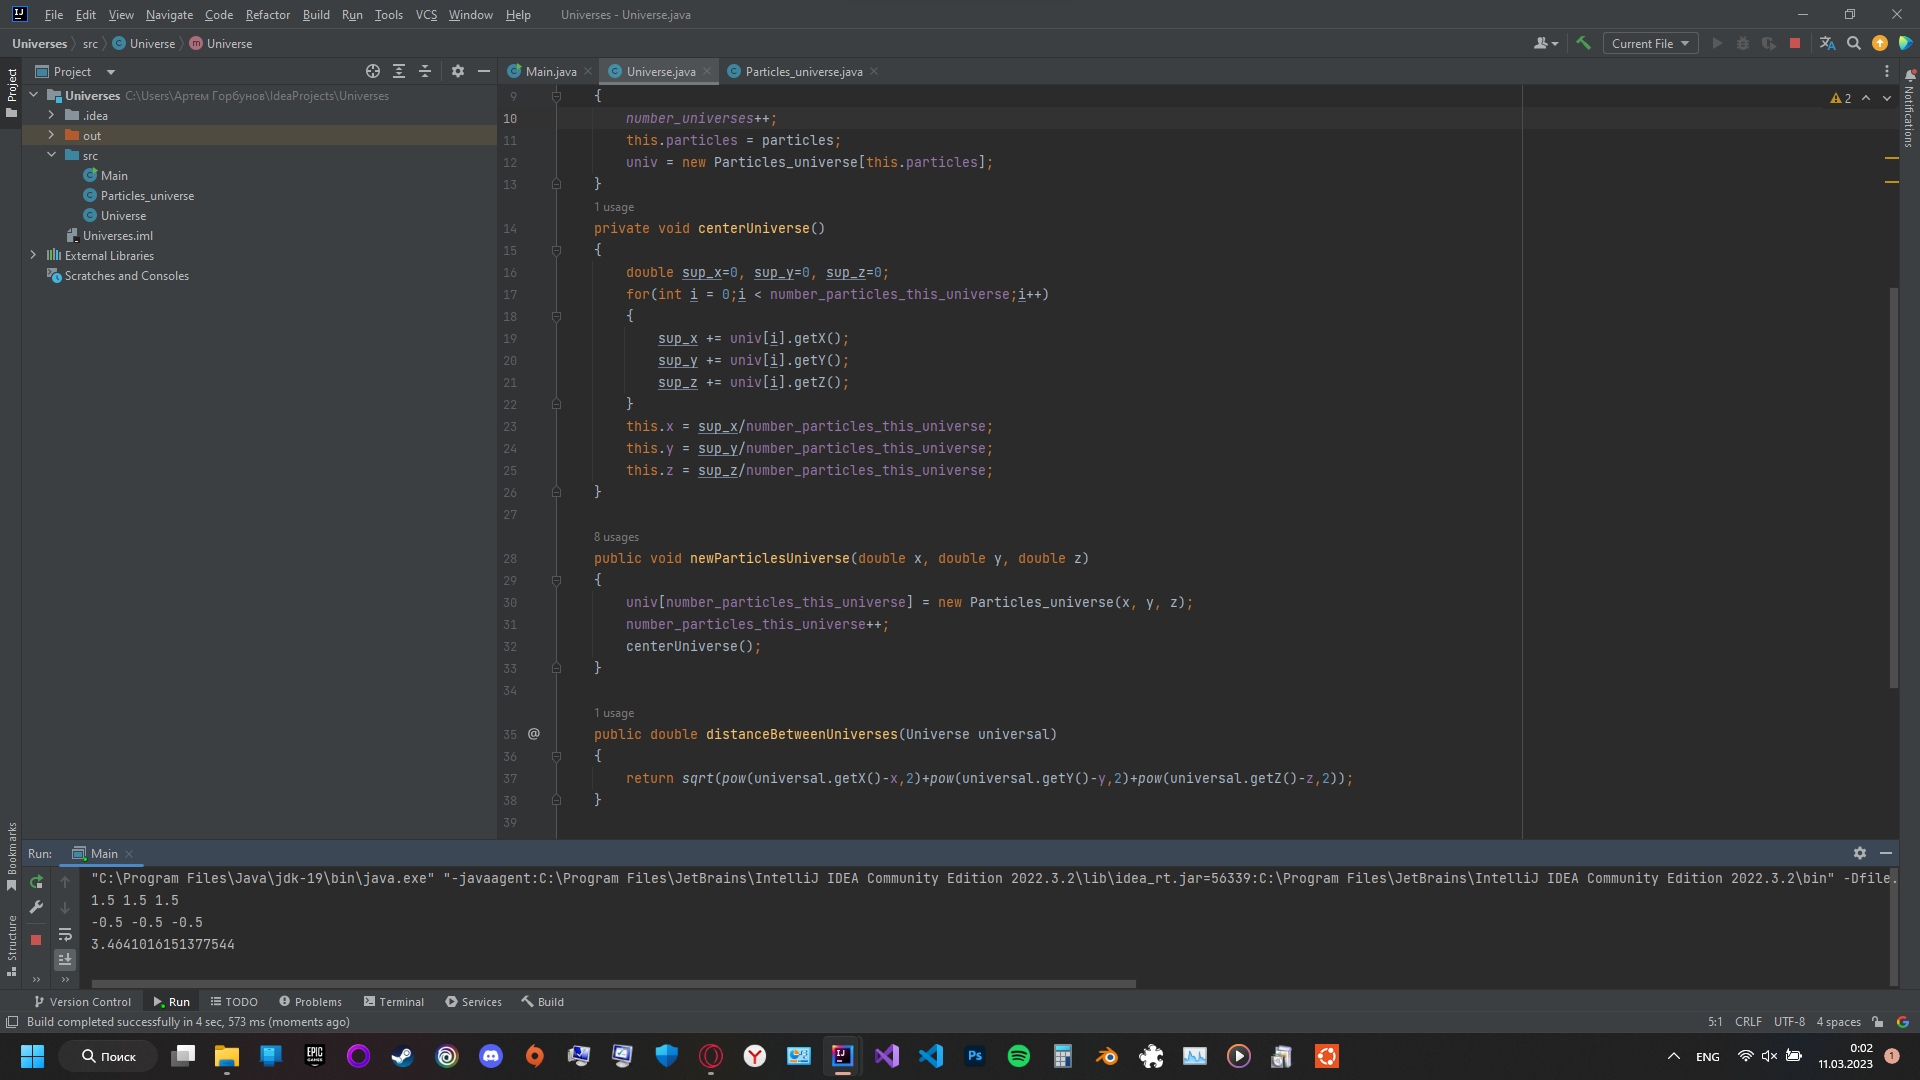 File Edit View Navigate Code Refactor Build Run Tools VCS Window Help Universes - Universe.java
Universes src Universe Universe Current File
Project
Main.java Universe.java Particles_universe.java
Project
Notifications
Universes C:\Users\Артем Горбунов\IdeaProjects\Universes
.idea
out
src
Main
Particles_universe
Universe
Universes.iml
External Libraries
Scratches and Consoles
2
9 {
10 number_universes++;
11 this.particles = particles;
12 univ = new Particles_universe[this.particles];
13 }
1 usage
14 private void centerUniverse()
15 {
16 double sup_x=0, sup_y=0, sup_z=0;
17 for(int i = 0;i < number_particles_this_universe;i++)
18 {
19 sup_x += univ[i].getX();
20 sup_y += univ[i].getY();
21 sup_z += univ[i].getZ();
22 }
23 this.x = sup_x/number_particles_this_universe;
24 this.y = sup_y/number_particles_this_universe;
25 this.z = sup_z/number_particles_this_universe;
26 }
27
8 usages
28 public void newParticlesUniverse(double x, double y, double z)
29 {
30 univ[number_particles_this_universe] = new Particles_universe(x, y, z);
31 number_particles_this_universe++;
32 centerUniverse();
33 }
34
1 usage
35 @ public double distanceBetweenUniverses(Universe universal)
36 {
37 return sqrt(pow(universal.getX()-x,2)+pow(universal.getY()-y,2)+pow(universal.getZ()-z,2));
38 }
39
Bookmarks
Structure
Run: Main
"C:\Program Files\Java\jdk-19\bin\java.exe" "-javaagent:C:\Program Files\JetBrains\IntelliJ IDEA Community Edition 2022.3.2\lib\idea_rt.jar=56339:C:\Program Files\JetBrains\IntelliJ IDEA Community Edition 2022.3.2\bin" -Dfile.
1.5 1.5 1.5
-0.5 -0.5 -0.5
3.4641016151377544
Version Control Run TODO Problems Terminal Services Build
Build completed successfully in 4 sec, 573 ms (moments ago) 5:1 CRLF UTF-8 4 spaces
Поиск EPIC GAMES Y IJ Ps ENG 0:02
11.03.2023 1